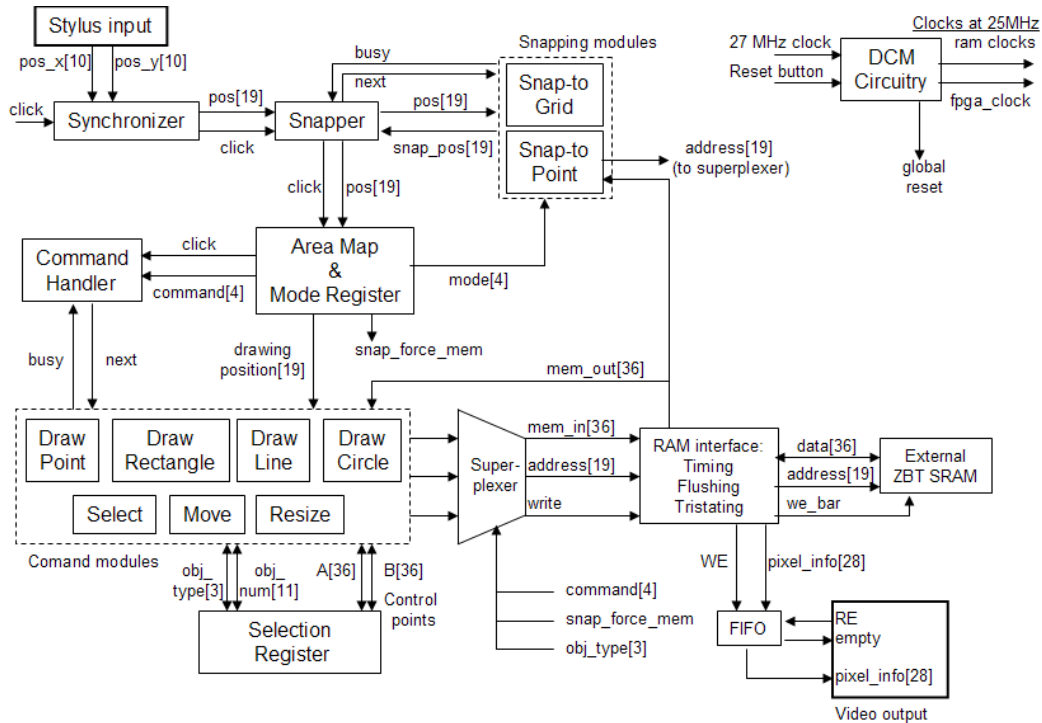 Stylus input
pos_x[10]
pos_y[10]
click
Synchronizer
pos[19]
click
Snapper
busy
next
pos[19]
snap_pos[19]
Snapping modules
Snap-to
Grid
Snap-to
Point
address[19]
(to superplexer)
Clocks at 25MHz
27 MHz clock
Reset button
DCM
Circuitry
ram clocks
fpga_clock
global
reset
click
pos[19]
Command
Handler
click
command[4]
Area Map
&
Mode Register
mode[4]
busy
next
drawing
position[19]
snap_force_mem
mem_out[36]
Draw
Point
Draw
Rectangle
Draw
Line
Draw
Circle
Select
Move
Resize
Comand modules
Super-
plexer
mem_in[36]
address[19]
write
RAM interface:
Timing
Flushing
Tristating
data[36]
address[19]
we_bar
External
ZBT SRAM
obj_
type[3]
obj_
num[11]
A[36]
B[36]
Control
points
Selection
Register
command[4]
snap_force_mem
obj_type[3]
WE
pixel_info[28]
FIFO
RE
empty
pixel_info[28]
Video output